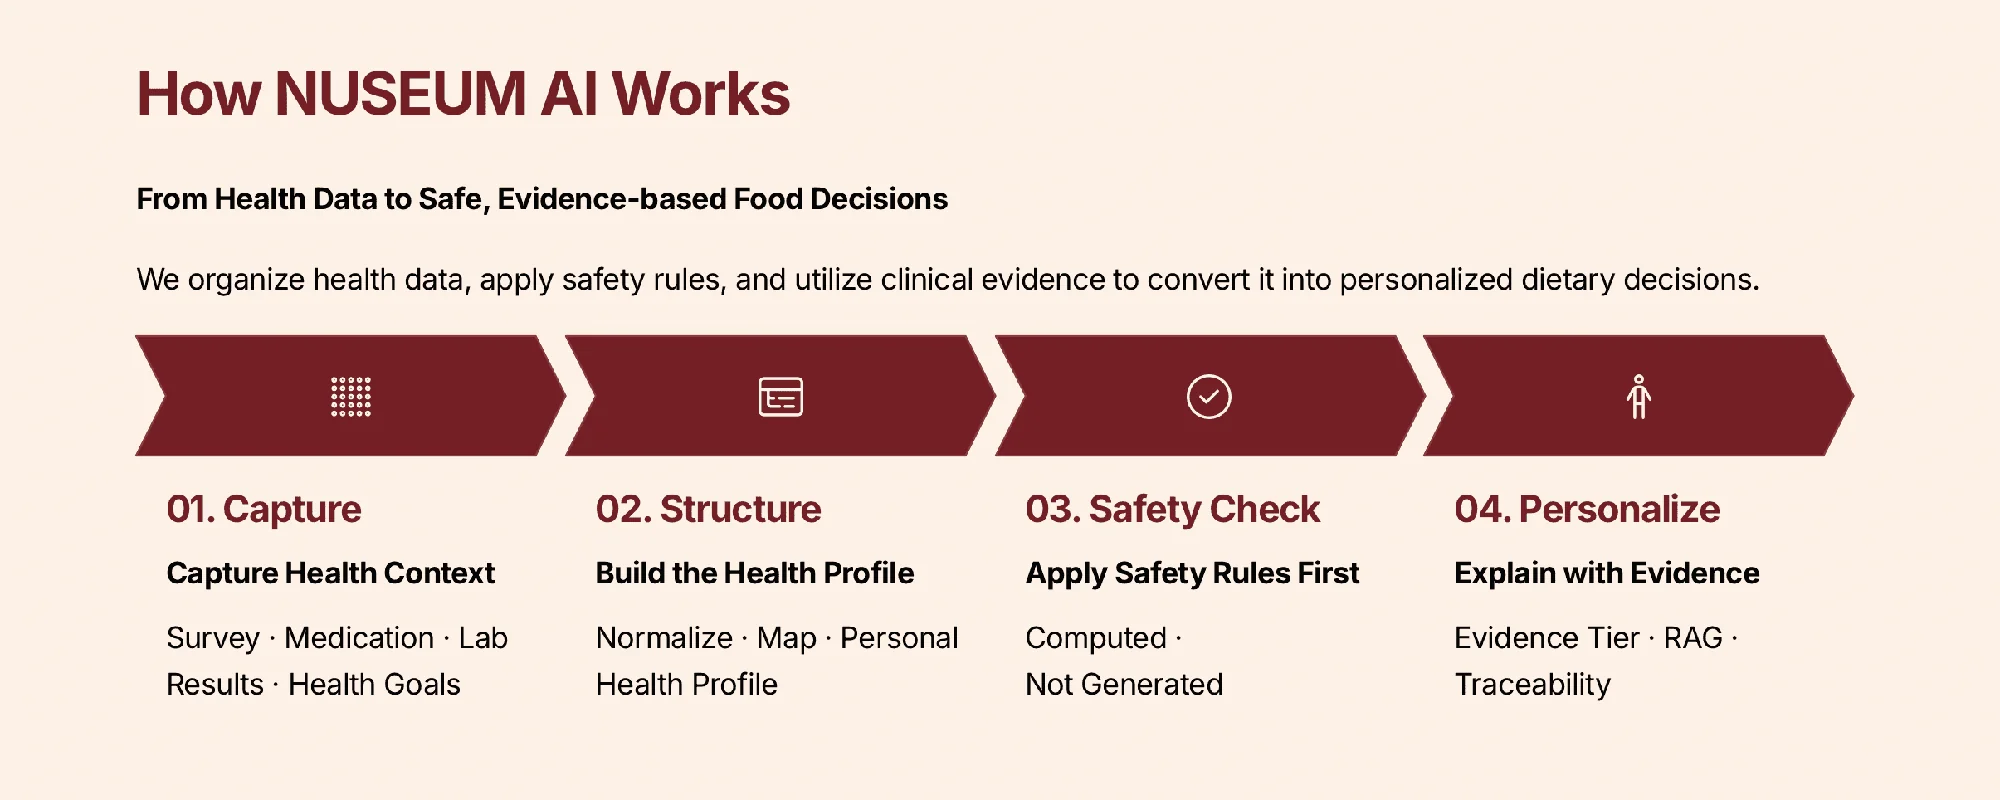 How NUSEUM AI Works
From Health Data to Safe, Evidence-based Food Decisions
We organize health data, apply safety rules, and utilize clinical evidence to convert it into personalized dietary decisions.
01. Capture
Capture Health Context
Survey · Medication · Lab
Results · Health Goals
02. Structure
Build the Health Profile
Normalize · Map · Personal
Health Profile
03. Safety Check
Apply Safety Rules First
Computed ·
Not Generated
04. Personalize
Explain with Evidence
Evidence Tier · RAG ·
Traceability